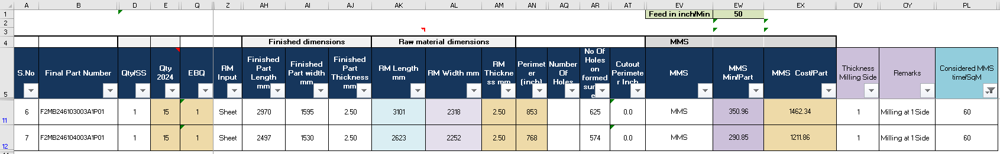 A B D E Q Z AH AI AJ AK AL AM AN AQ AR AT EV EW EX OV OY PL
1 Feed in inch/Min 50
2
3
4 Finished dimensions Raw material dimensions MMS
5 S.No Final Part Number Qty/SS Qty 2024 EBQ RM Input Finished Part Length mm Finished Part width mm Finished Part Thickness mm RM Length mm RM Width mm RM Thickness mm Perimeter (inch) Number Of Holes No Of Holes on formed sur e Cutout Perimeter Inch MMS MMS Min/Part MMS Cost/Part Thickness Milling Side Remarks Considered MMS time/SqM
11 6 F2MB246103003A1P01 1 15 1 Sheet 2970 1595 2.50 3101 2318 2.50 853 625 0.0 MMS 350.96 1462.34 1 Milling at 1 Side 60
12 7 F2MB246104003A1P01 1 15 1 Sheet 2497 1530 2.50 2623 2252 2.50 768 574 0.0 MMS 290.85 1211.86 1 Milling at 1 Side 60